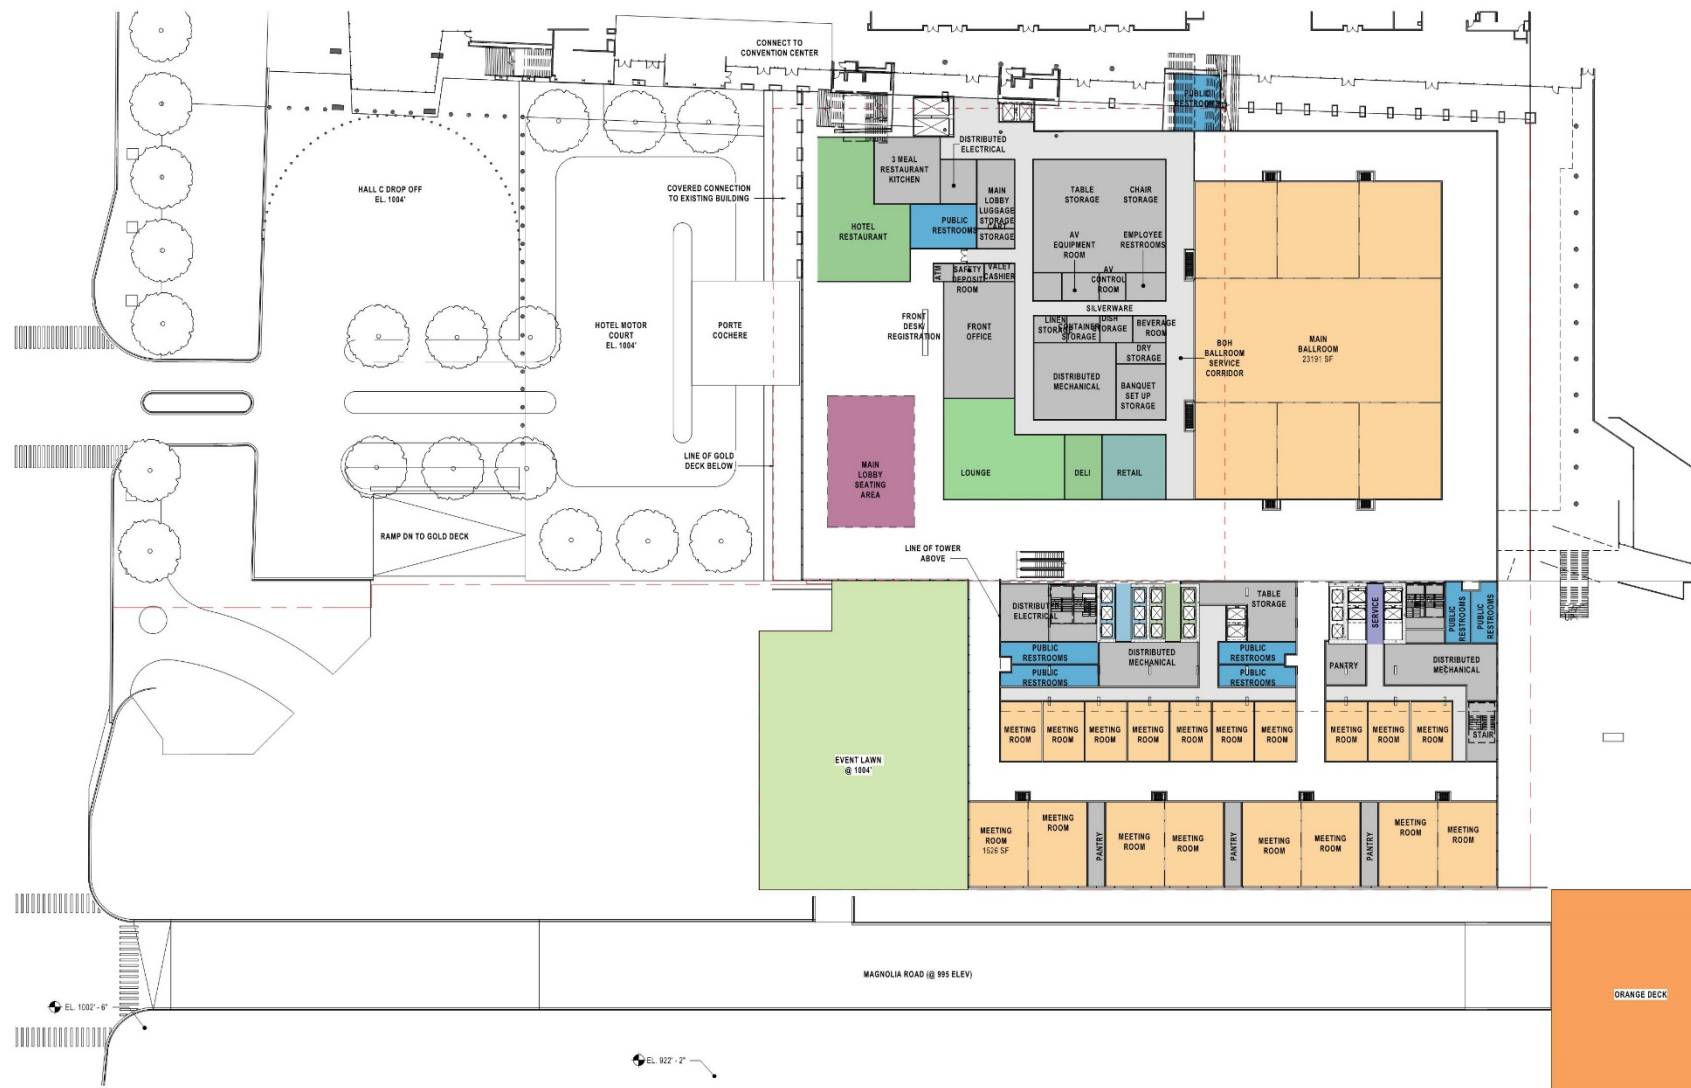 CONNECT TO
CONVENTION CENTER
PUBLIC
RESTROOMS
DISTRIBUTED
ELECTRICAL
3 MEAL
RESTAURANT
KITCHEN
MAIN
LOBBY
LUGGAGE
STORAGE
CART
STORAGE
TABLE
STORAGE
CHAIR
STORAGE
HALL C DROP OFF
EL. 1004'
COVERED CONNECTION
TO EXISTING BUILDING
HOTEL
RESTAURANT
PUBLIC
RESTROOMS
AV
EQUIPMENT
ROOM
EMPLOYEE
RESTROOMS
ATM
SAFTY
DEPOSIT
ROOM
VALET
CASHIER
AV
CONTROL
ROOM
SILVERWARE
HOTEL MOTOR
COURT
EL. 1004'
PORTE
COCHERE
FRONT
DESK/
REGISTRATION
FRONT
OFFICE
LINEN
STORAGE
CONTAINER
STORAGE
DISH
STORAGE
BEVERAGE
ROOM
DRY
STORAGE
BOH
BALLROOM
SERVICE
CORRIDOR
MAIN
BALLROOM
23191 SF
DISTRIBUTED
MECHANICAL
BANQUET
SET UP
STORAGE
LINE OF GOLD
DECK BELOW
MAIN
LOBBY
SEATING
AREA
LOUNGE
DELI
RETAIL
RAMP DN TO GOLD DECK
LINE OF TOWER
ABOVE
DISTRIBUTED
ELECTRICAL
TABLE
STORAGE
SERVICE
PUBLIC
RESTROOMS
PUBLIC
RESTROOMS
PUBLIC
RESTROOMS
PUBLIC
RESTROOMS
DISTRIBUTED
MECHANICAL
PUBLIC
RESTROOMS
PUBLIC
RESTROOMS
PANTRY
DISTRIBUTED
MECHANICAL
MEETING
ROOM
MEETING
ROOM
MEETING
ROOM
MEETING
ROOM
MEETING
ROOM
MEETING
ROOM
MEETING
ROOM
MEETING
ROOM
MEETING
ROOM
MEETING
ROOM
STAIR
EVENT LAWN
@ 1004'
MEETING
ROOM
1526 SF
MEETING
ROOM
PANTRY
MEETING
ROOM
MEETING
ROOM
PANTRY
MEETING
ROOM
MEETING
ROOM
PANTRY
MEETING
ROOM
MEETING
ROOM
MAGNOLIA ROAD (@ 995 ELEV)
ORANGE DECK
EL. 1002' - 6"
EL. 922' - 2"